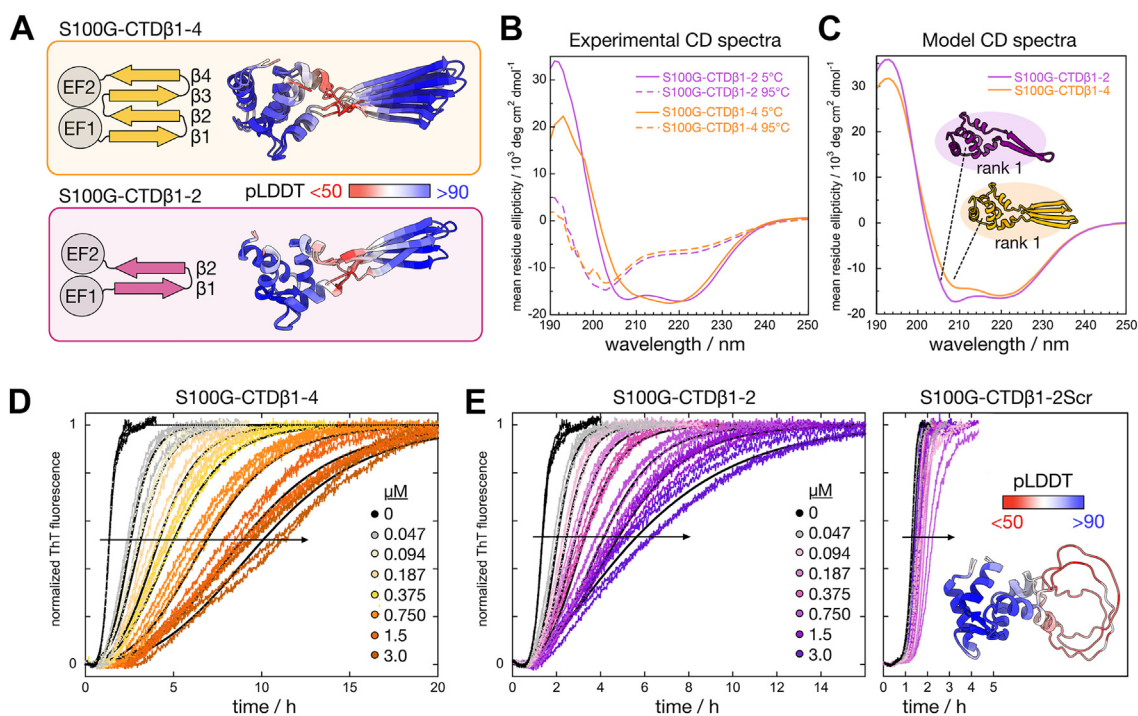 A
S100G-CTDβ1-4
EF2
EF1
β4
β3
β2
β1
pLDDT <50 >90
S100G-CTDβ1-2
EF2
EF1
β2
β1
B
Experimental CD spectra
mean residue ellipticity / 10³ deg cm² dmol⁻¹
30
20
10
0
-10
-20
S100G-CTDβ1-2 5°C
S100G-CTDβ1-2 95°C
S100G-CTDβ1-4 5°C
S100G-CTDβ1-4 95°C
190 200 210 220 230 240 250
wavelength / nm
C
Model CD spectra
mean residue ellipticity / 10³ deg cm² dmol⁻¹
30
20
10
0
-10
-20
S100G-CTDβ1-2
S100G-CTDβ1-4
rank 1
rank 1
190 200 210 220 230 240 250
wavelength / nm
D
S100G-CTDβ1-4
normalized ThT fluorescence
1
0
μM
0
0.047
0.094
0.187
0.375
0.750
1.5
3.0
0 5 10 15 20
time / h
E
S100G-CTDβ1-2
normalized ThT fluorescence
1
0
μM
0
0.047
0.094
0.187
0.375
0.750
1.5
3.0
0 2 4 6 8 10 12 14
time / h
S100G-CTDβ1-2Scr
pLDDT
<50 >90
0 1 2 3 4 5
time / h